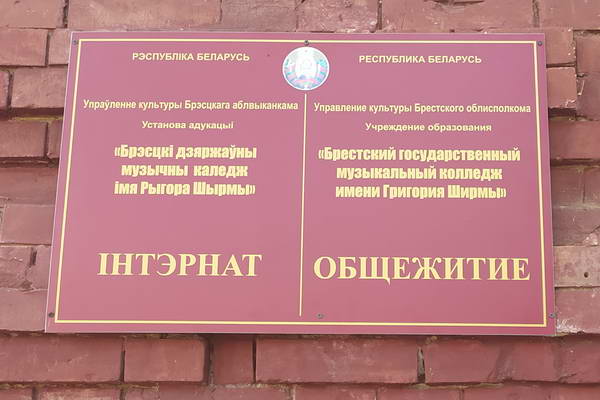 РЭСПУБЛІКА БЕЛАРУСЬ
Упраўленне культуры Брэсцкага аблвыканкама
Установа адукацыі
«Брэсцкі дзяржаўны
музычны каледж
імя Рыгора Шырмы»
ІНТЭРНАТ
РЕСПУБЛИКА БЕЛАРУСЬ
Управление культуры Брестского облисполкома
Учреждение образования
«Брестский государственный
музыкальный колледж
имени Григория Ширмы»
ОБЩЕЖИТИЕ